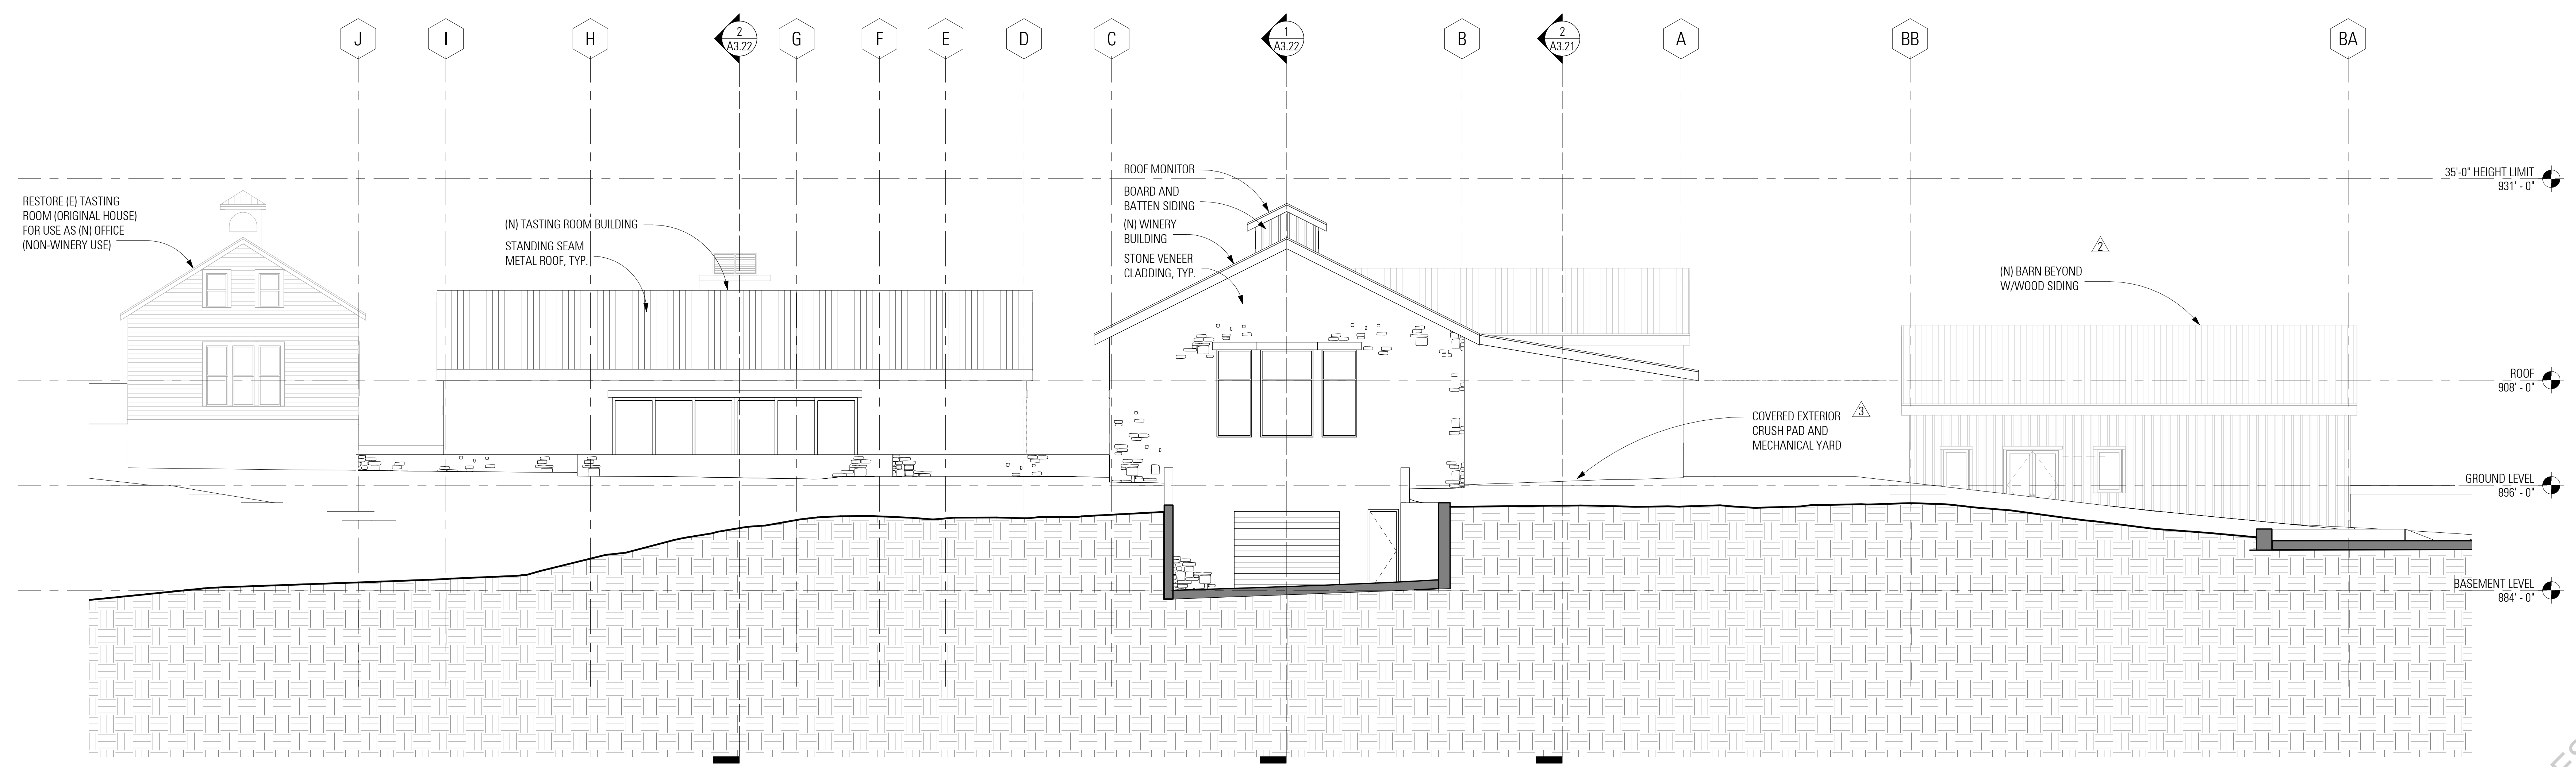 J
I
H
2
A3.22
G
F
E
D
C
1
A3.22
B
2
A3.21
A
BB
BA
35'-0" HEIGHT LIMIT
931' - 0"
RESTORE (E) TASTING
ROOM (ORIGINAL HOUSE)
FOR USE AS (N) OFFICE
(NON-WINERY USE)
(N) TASTING ROOM BUILDING
STANDING SEAM
METAL ROOF, TYP.
ROOF MONITOR
BOARD AND
BATTEN SIDING
(N) WINERY
BUILDING
STONE VENEER
CLADDING, TYP.
2
(N) BARN BEYOND
W/WOOD SIDING
ROOF
908' - 0"
COVERED EXTERIOR
CRUSH PAD AND
MECHANICAL YARD
3
GROUND LEVEL
896' - 0"
BASEMENT LEVEL
884' - 0"